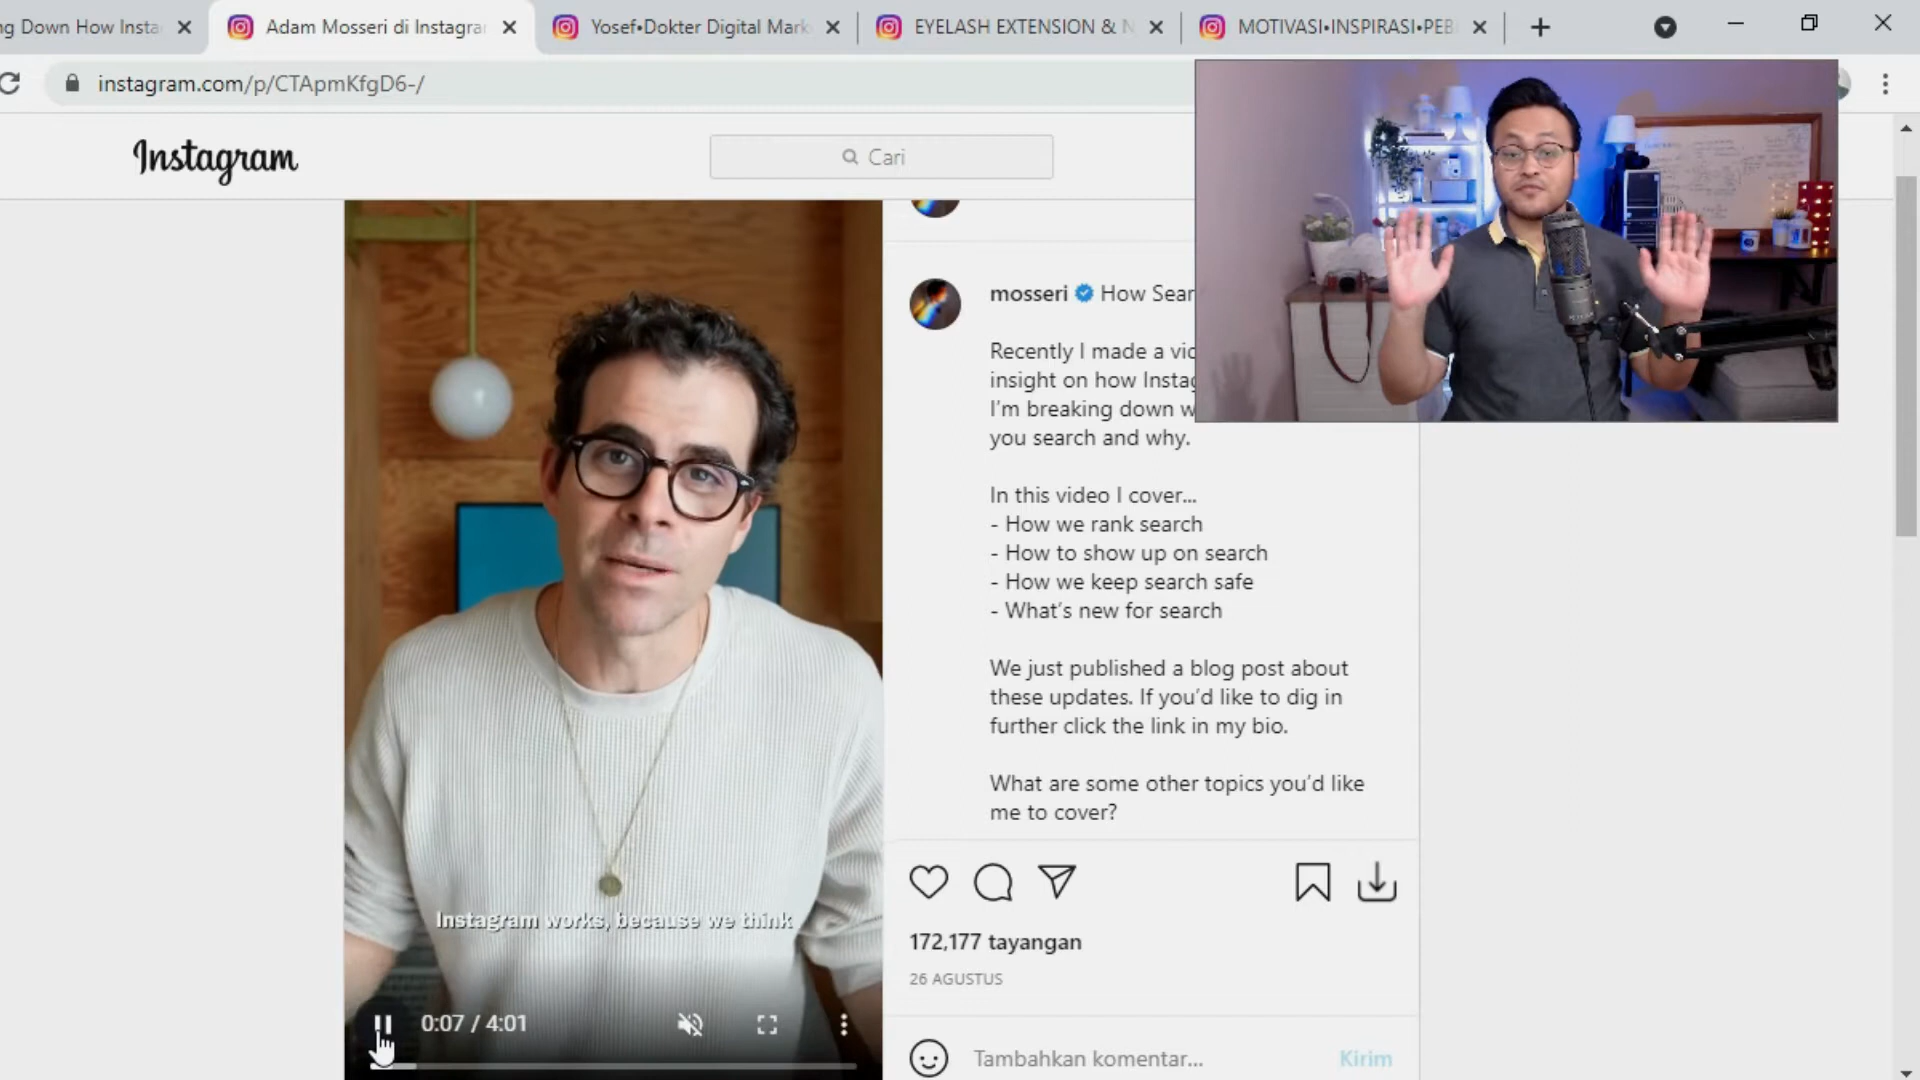 g Down How Insta
Adam Mosseri di Instagra
Yosef•Dokter Digital Mark
EYELASH EXTENSION & N
MOTIVASI•INSPIRASI•PEB
instagram.com/p/CTApmKfgD6-/
Instagram
Cari
mosseri How Sear
Recently I made a vid
insight on how Insta
I'm breaking down w
you search and why.
In this video I cover...
- How we rank search
- How to show up on search
- How we keep search safe
- What's new for search
We just published a blog post about
these updates. If you'd like to dig in
further click the link in my bio.
What are some other topics you'd like
me to cover?
Instagram works, because we think
172,177 tayangan
26 AGUSTUS
0:07 / 4:01
Tambahkan komentar...
Kirim